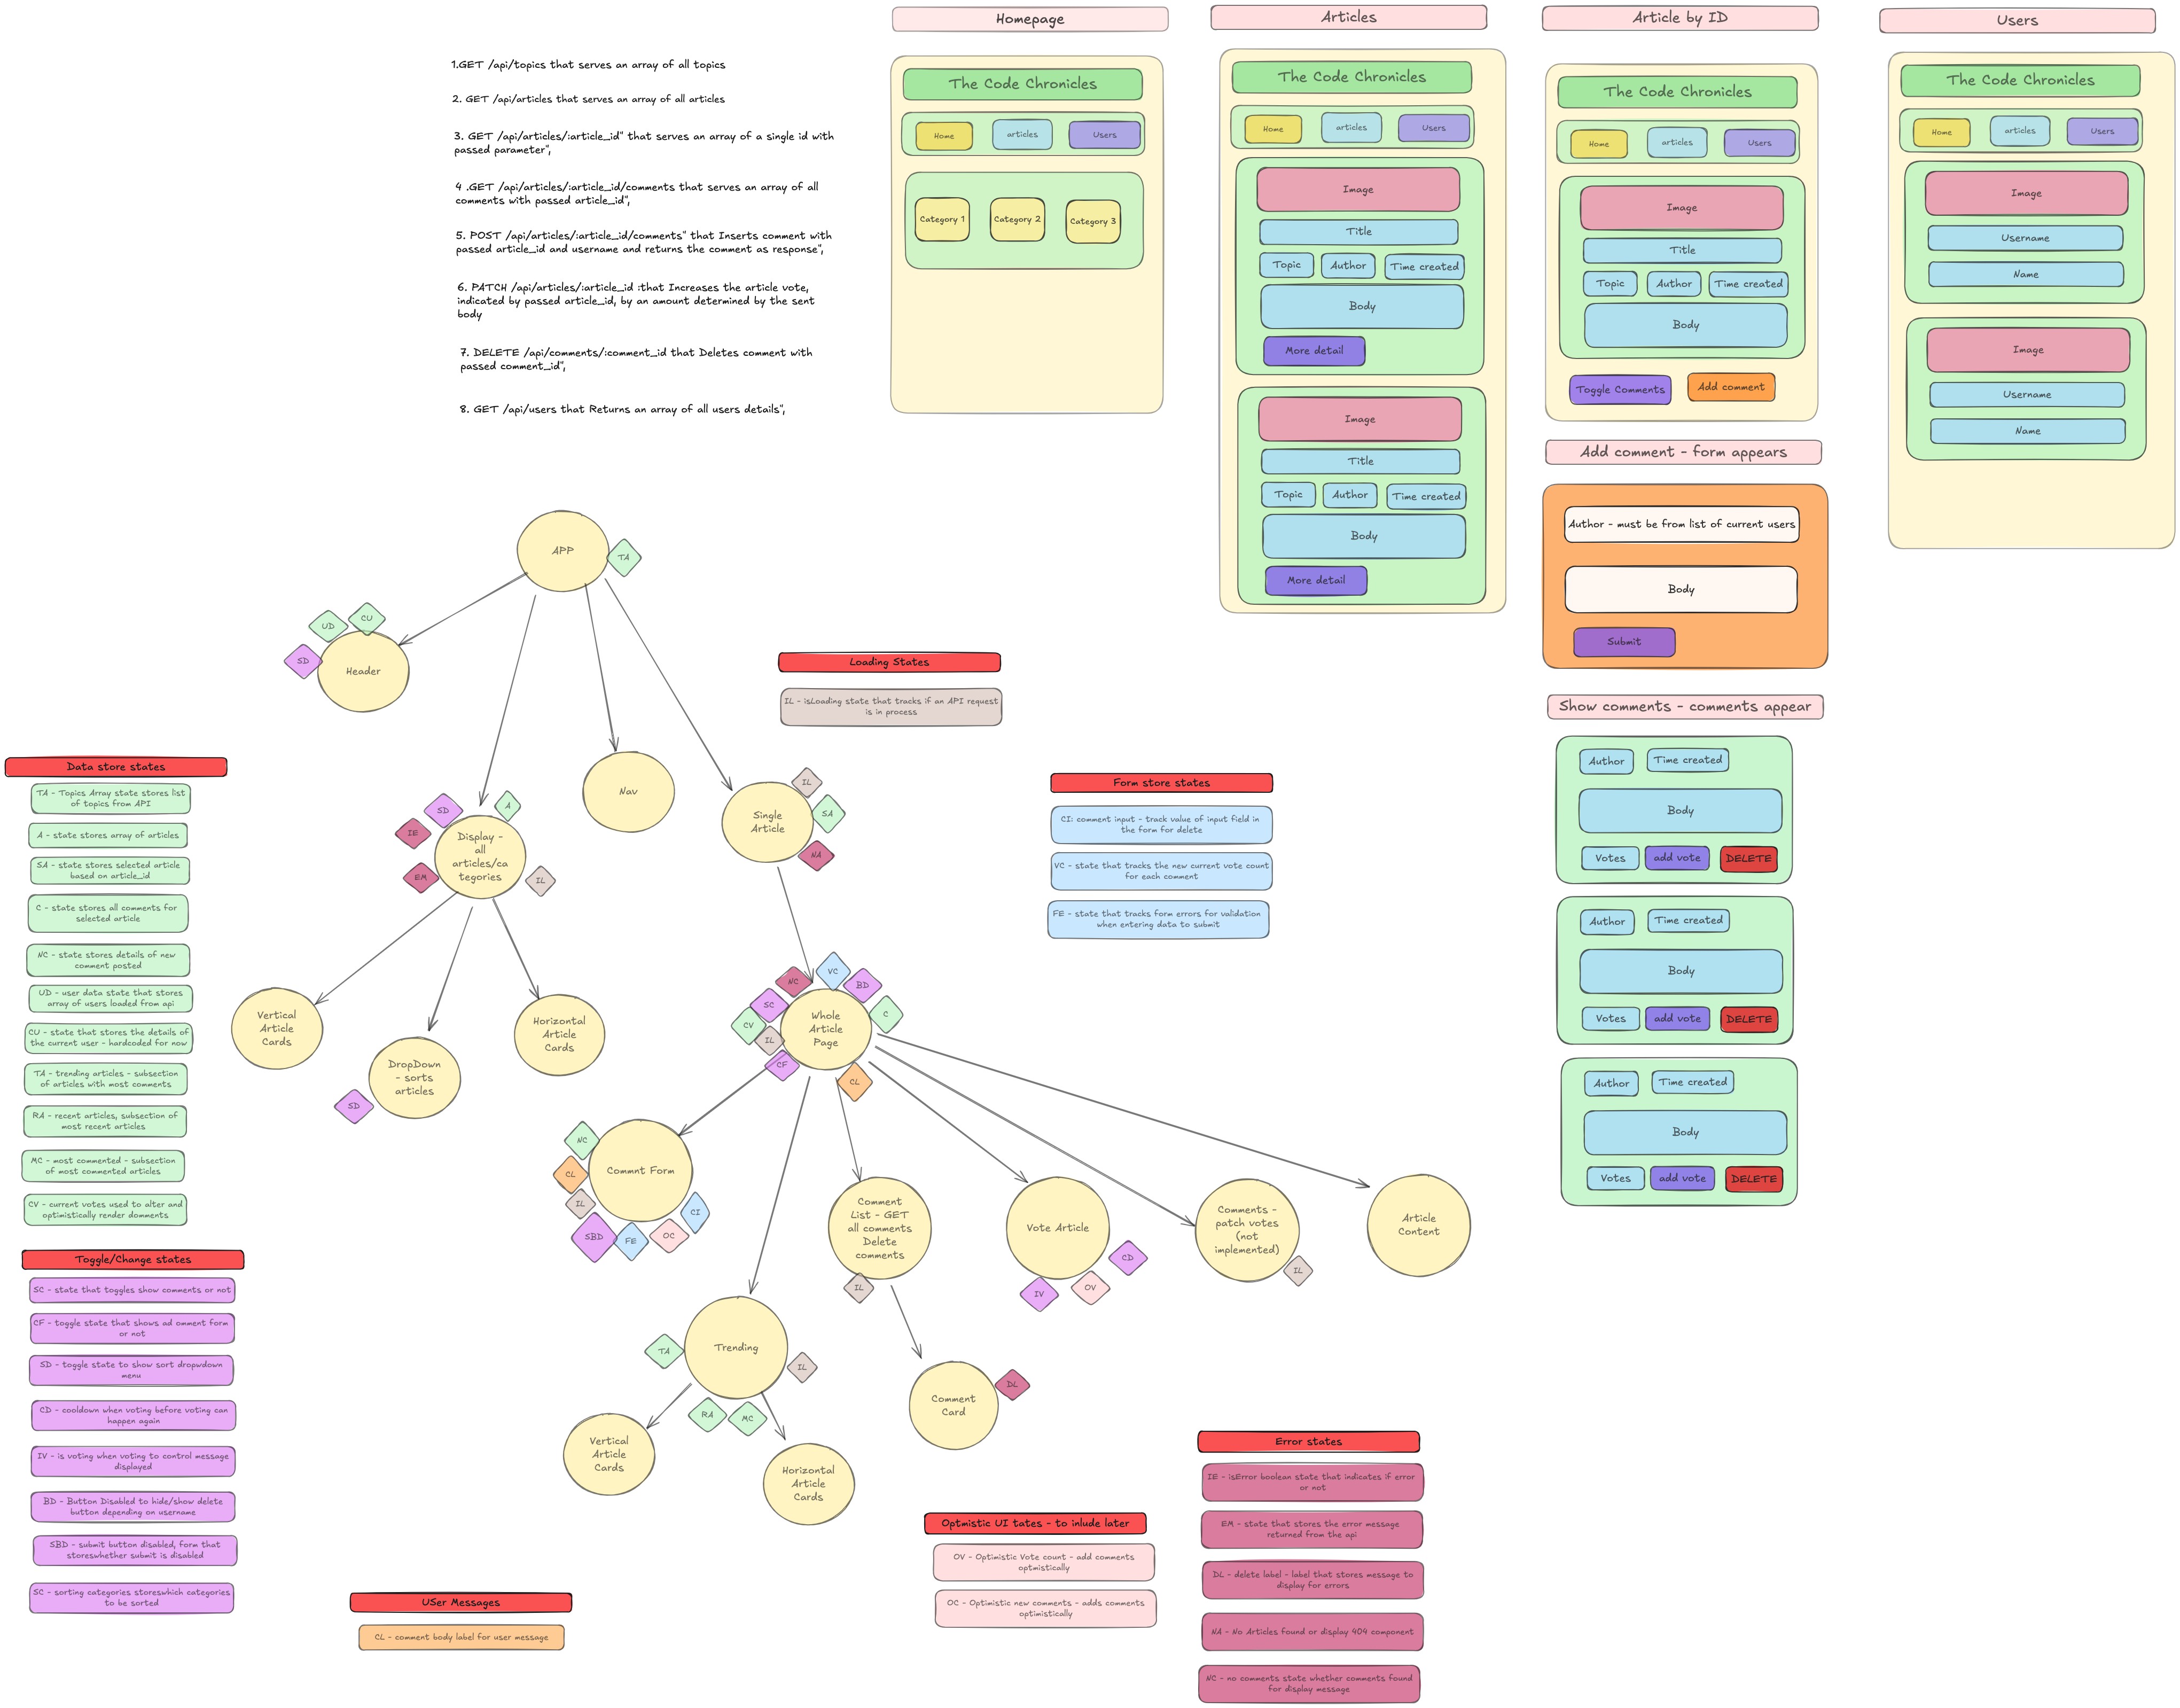 Homepage
Articles
Article by ID
Users
1.GET /api/topics that serves an array of all topics
2. GET /api/articles that serves an array of all articles
3. GET /api/articles/:article_id" that serves an array of a single id with
passed parameter",
4 .GET /api/articles/:article_id/comments that serves an array of all
comments with passed article_id",
5. POST /api/articles/:article_id/comments" that Inserts comment with
passed article_id and username and returns the comment as response",
6. PATCH /api/articles/:article_id :that Increases the article vote,
indicated by passed article_id, by an amount determined by the sent
body
7. DELETE /api/comments/:comment_id that Deletes comment with
passed comment_id",
8. GET /api/users that Returns an array of all users details",
The Code Chronicles
Home
articles
Users
Category 1
Category 2
Category 3
The Code Chronicles
Home
articles
Users
Image
Title
Topic
Author
Time created
Body
More detail
Image
Title
Topic
Author
Time created
Body
More detail
The Code Chronicles
Home
articles
Users
Image
Title
Topic
Author
Time created
Body
Toggle Comments
Add comment
Add comment - form appears
Author - must be from list of current users
Body
Submit
Show comments - comments appear
Author
Time created
Body
Votes
add vote
DELETE
Author
Time created
Body
Votes
add vote
DELETE
Author
Time created
Body
Votes
add vote
DELETE
The Code Chronicles
Home
articles
Users
Image
Username
Name
Image
Username
Name
APP
TA
CU
UD
SD
Header
Nav
IL
SA
NA
Single
Article
A
SD
IE
EM
IL
Display -
all
articles/ca
tegories
Vertical
Article
Cards
DropDown
- sorts
articles
SD
Horizontal
Article
Cards
NC
VC
BD
SC
C
CV
IL
CF
CL
Whole
Article
Page
NC
CL
IL
SBD
FE
OC
CI
Commnt Form
Comment
List - GET
all comments
Delete
comments
IL
Vote Article
CD
IV
OV
Comments -
patch votes
(not
implemented)
IL
Article
Content
Trending
TA
IL
RA
MC
Vertical
Article
Cards
Horizontal
Article
Cards
Comment
Card
DL
Loading States
IL - isLoading state that tracks if an API request
is in process
Form store states
CI: comment input - track value of input field in
the form for delete
VC - state that tracks the new current vote count
for each comment
FE - state that tracks form errors for validation
when entering data to submit
Data store states
TA - Topics Array state stores list
of topics from API
A - state stores array of articles
SA - state stores selected article
based on article_id
C - state stores all comments for
selected article
NC - state stores details of new
comment posted
UD - user data state that stores
array of users loaded from api
CU - state that stores the details of
the current user - hardcoded for now
TA - trending articles - subsection
of articles with most comments
RA - recent articles, subsection of
most recent articles
MC - most commented - subsection
of most commented articles
CV - current votes used to alter and
optimistically render domments
Toggle/Change states
SC - state that toggles show comments or not
CF - toggle state that shows ad omment form
or not
SD - toggle state to show sort dropwdown
menu
CD - cooldown when voting before voting can
happen again
IV - is voting when voting to control message
displayed
BD - Button Disabled to hide/show delete
button depending on username
SBD - submit button disabled, form that
storeswhether submit is disabled
SC - sorting categories storeswhich categories
to be sorted
USer Messages
CL - comment body label for user message
Optmistic UI tates - to inlude later
OV - Optimistic Vote count - add comments
optmistically
OC - Optimistic new comments - adds comments
optimistically
Error states
IE - isError boolean state that indicates if error
or not
EM - state that stores the error message
returned from the api
DL - delete label - label that stores message to
display for errors
NA - No Articles found or display 404 component
NC - no comments state whether comments found
for display message